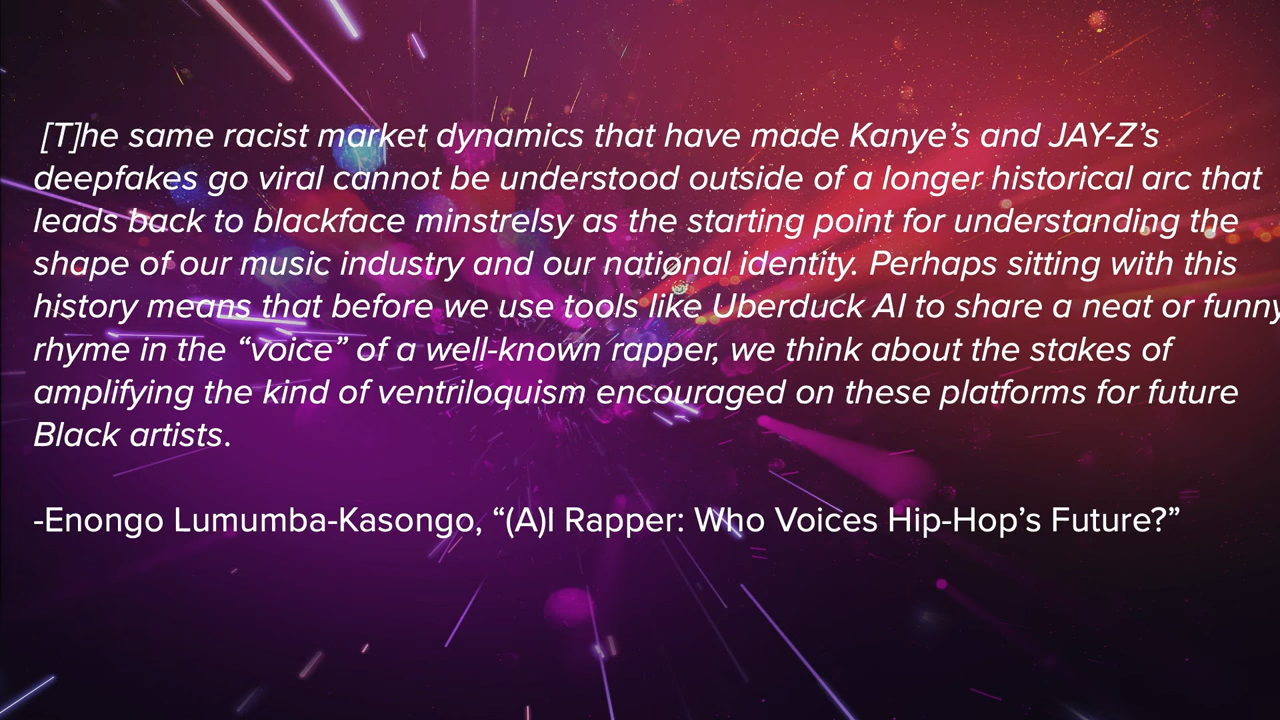 [T]he same racist market dynamics that have made Kanye’s and JAY-Z’s
deepfakes go viral cannot be understood outside of a longer historical arc that
leads back to blackface minstrelsy as the starting point for understanding the
shape of our music industry and our national identity. Perhaps sitting with this
history means that before we use tools like Uberduck AI to share a neat or funny
rhyme in the “voice” of a well-known rapper, we think about the stakes of
amplifying the kind of ventriloquism encouraged on these platforms for future
Black artists.
-Enongo Lumumba-Kasongo, “(A)I Rapper: Who Voices Hip-Hop’s Future?”